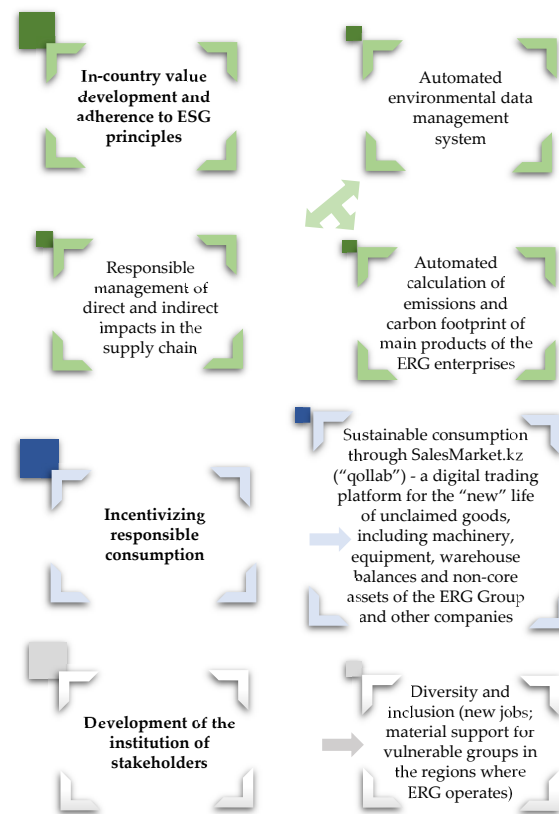 In-country value
development and
adherence to ESG
principles
Automated
environmental data
management
system
Responsible
management of
direct and indirect
impacts in the
supply chain
Automated
calculation of
emissions and
carbon footprint of
main products of the
ERG enterprises
Incentivizing
responsible
consumption
Sustainable consumption
through SalesMarket.kz
(“qollab”) - a digital trading
platform for the “new” life
of unclaimed goods,
including machinery,
equipment, warehouse
balances and non-core
assets of the ERG Group
and other companies
Development of the
institution of
stakeholders
Diversity and
inclusion (new jobs;
material support for
vulnerable groups in
the regions where
ERG operates)